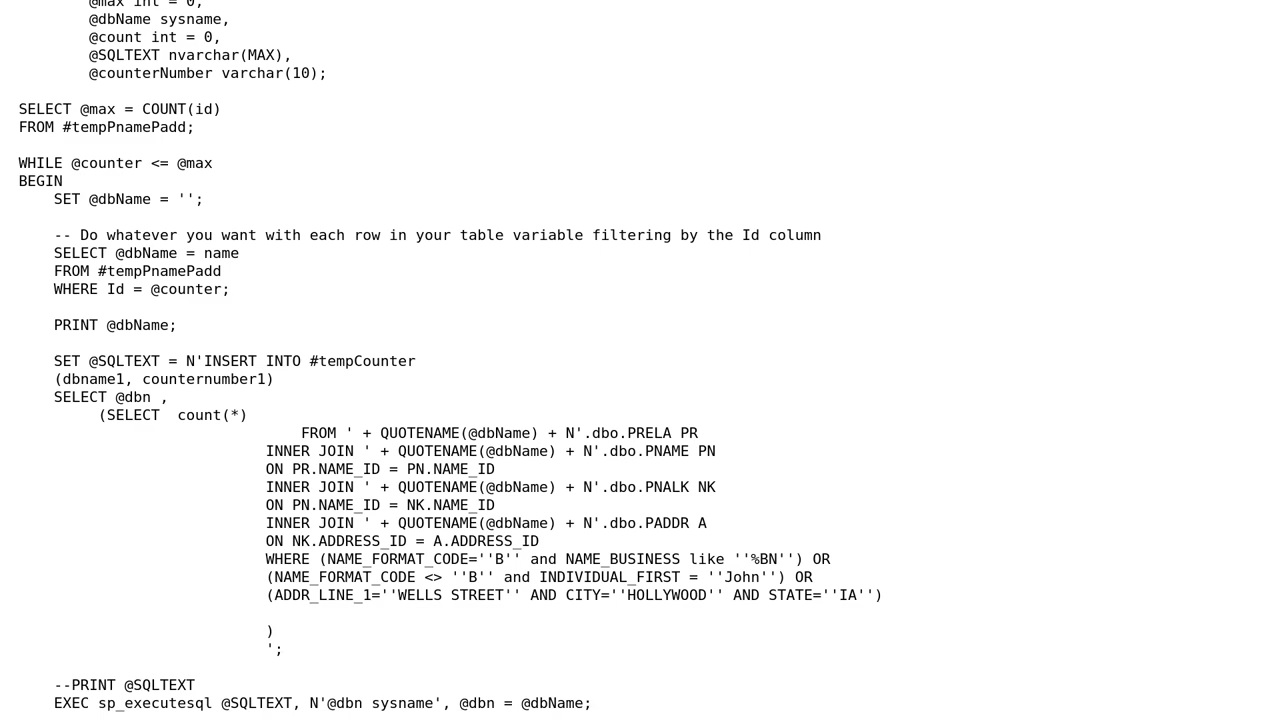 @max int = 0,
@dbName sysname,
@count int = 0,
@SQLTEXT nvarchar(MAX),
@counterNumber varchar(10);
SELECT @max = COUNT(id)
FROM #tempPnamePadd;
WHILE @counter <= @max
BEGIN
SET @dbName = '';
-- Do whatever you want with each row in your table variable filtering by the Id column
SELECT @dbName = name
FROM #tempPnamePadd
WHERE Id = @counter;
PRINT @dbName;
SET @SQLTEXT = N'INSERT INTO #tempCounter
(dbname1, counternumber1)
SELECT @dbn ,
(SELECT  count(*)
FROM ' + QUOTENAME(@dbName) + N'.dbo.PRELA PR
INNER JOIN ' + QUOTENAME(@dbName) + N'.dbo.PNAME PN
ON PR.NAME_ID = PN.NAME_ID
INNER JOIN ' + QUOTENAME(@dbName) + N'.dbo.PNALK NK
ON PN.NAME_ID = NK.NAME_ID
INNER JOIN ' + QUOTENAME(@dbName) + N'.dbo.PADDR A
ON NK.ADDRESS_ID = A.ADDRESS_ID
WHERE (NAME_FORMAT_CODE=''B'' and NAME_BUSINESS like ''%BN'') OR
(NAME_FORMAT_CODE <> ''B'' and INDIVIDUAL_FIRST = ''John'') OR
(ADDR_LINE_1=''WELLS STREET'' AND CITY=''HOLLYWOOD'' AND STATE=''IA'')
)
';
--PRINT @SQLTEXT
EXEC sp_executesql @SQLTEXT, N'@dbn sysname', @dbn = @dbName;